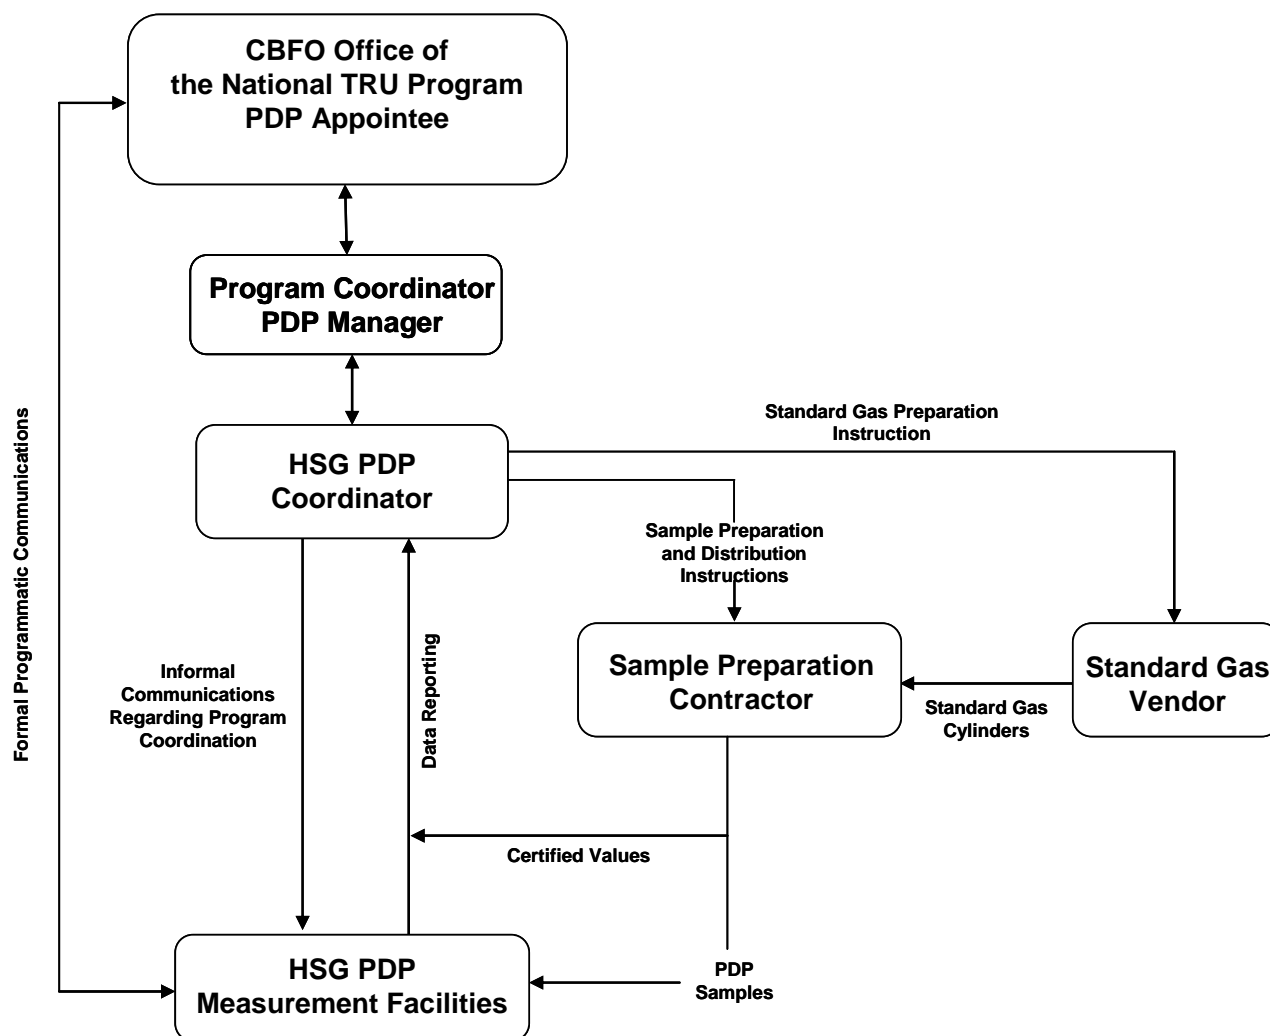 CBFO Office of
the National TRU Program
PDP Appointee
Program Coordinator
PDP Manager
Formal Programmatic Communications
HSG PDP
Coordinator
Standard Gas Preparation
Instruction
Sample Preparation
and Distribution
Instructions
Sample Preparation
Contractor
Standard Gas
Vendor
Standard Gas
Cylinders
Informal
Communications
Regarding Program
Coordination
Data Reporting
Certified Values
HSG PDP
Measurement Facilities
PDP
Samples